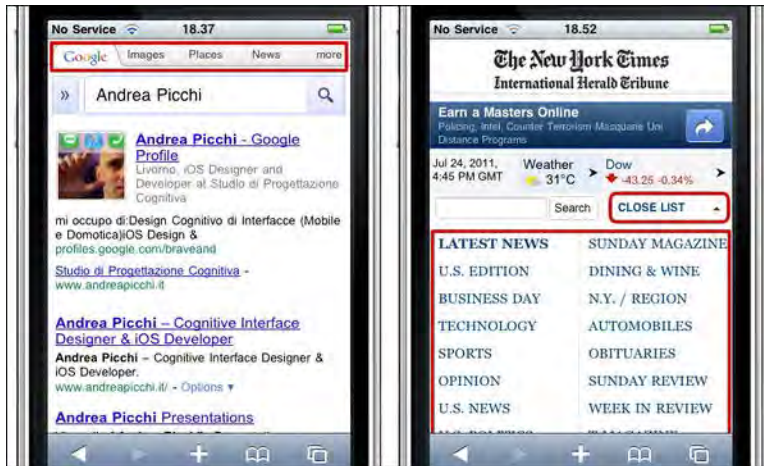 No Service 18.37
Google Images Places News more
» Andrea Picchi
Andrea Picchi - Google
Profile
Livorno, iOS Designer and
Developer at Studio di Progettazione
Cognitiva
mi occupo di:Design Cognitivo di Interfacce (Mobile
e Domotica)iOS Design &
profiles.google.com/braveand
Studio di Progettazione Cognitiva -
www.andreapicchi.it
Andrea Picchi – Cognitive Interface
Designer & iOS Developer
Andrea Picchi – Cognitive Interface Designer &
iOS Developer.
www.andreapicchi.it/ - Options ▼
Andrea Picchi Presentations
No Service 18.52
The New York Times
International Herald Tribune
Earn a Masters Online
Policing, Intel, Counter Terrorism Macquarie Uni
Distance Programs
Jul 24, 2011,
4:45 PM GMT
Weather
31°C
Dow
-43.25 -0.34%
Search
CLOSE LIST
LATEST NEWS SUNDAY MAGAZINE
U.S. EDITION DINING & WINE
BUSINESS DAY N.Y. / REGION
TECHNOLOGY AUTOMOBILES
SPORTS OBITUARIES
OPINION SUNDAY REVIEW
U.S. NEWS WEEK IN REVIEW